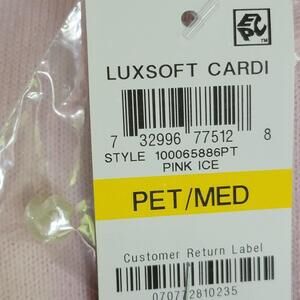 LUXSOFT CARDI
7 32996 77512 8
STYLE 100065886PT
PINK ICE
PET/MED
Customer Return Label
070772810235